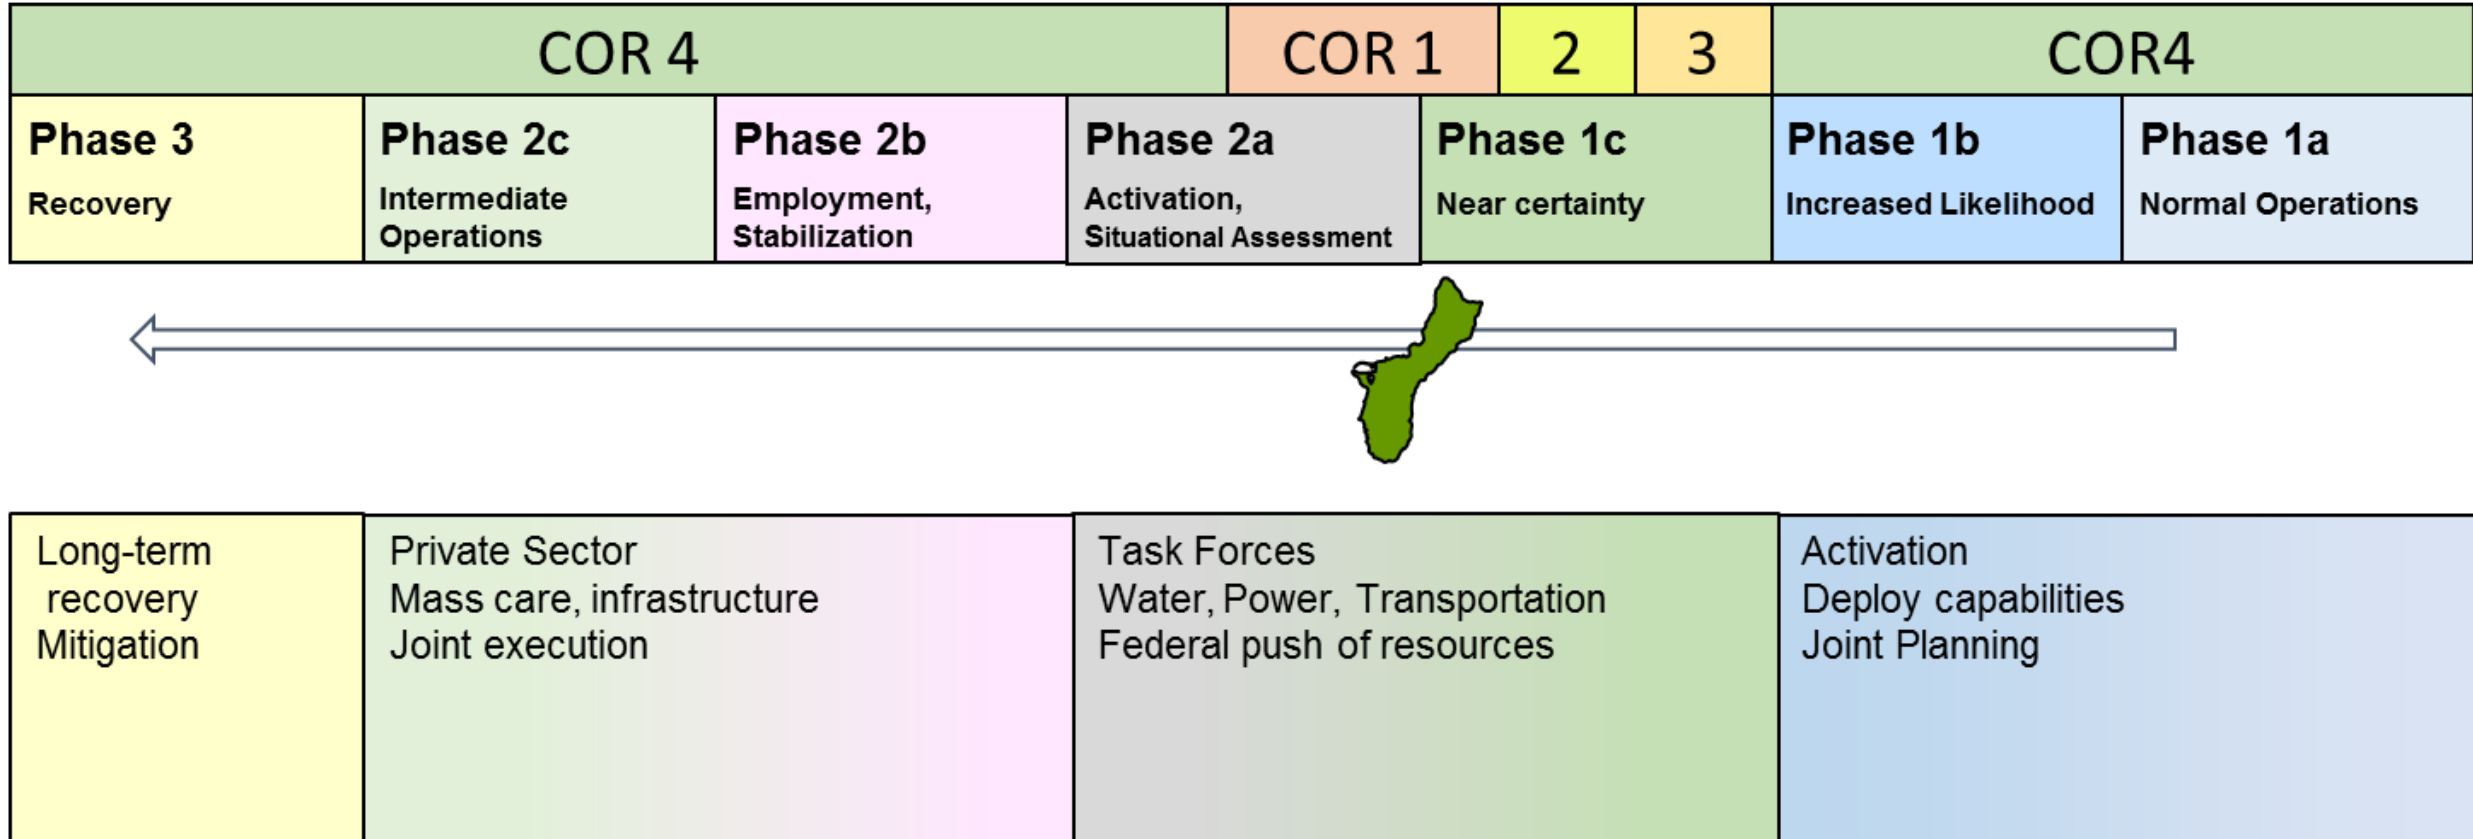 COR 4
COR 1
2
3
COR4
Phase 3
Recovery
Phase 2c
Intermediate
Operations
Phase 2b
Employment,
Stabilization
Phase 2a
Activation,
Situational Assessment
Phase 1c
Near certainty
Phase 1b
Increased Likelihood
Phase 1a
Normal Operations
Long-term
recovery
Mitigation
Private Sector
Mass care, infrastructure
Joint execution
Task Forces
Water, Power, Transportation
Federal push of resources
Activation
Deploy capabilities
Joint Planning